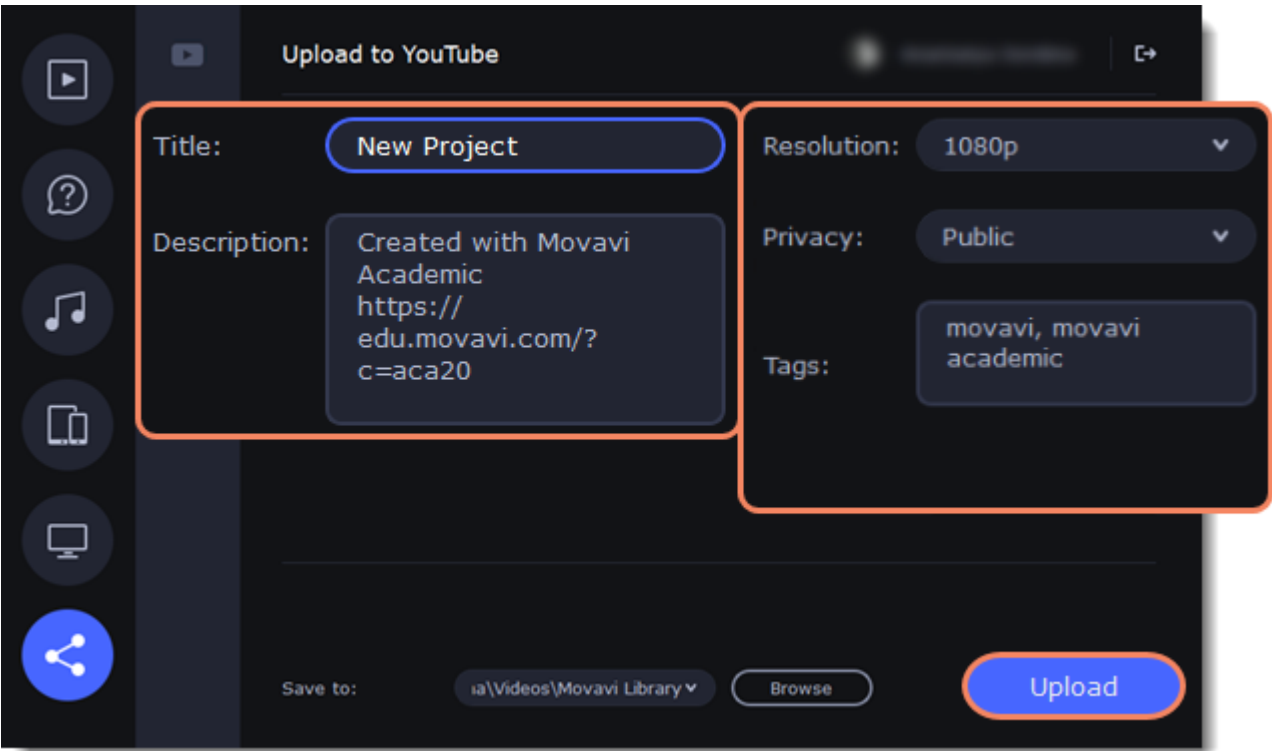 Upload to YouTube
Title:
New Project
Description:
Created with Movavi
Academic
https://
edu.movavi.com/?
c=aca20
Resolution:
1080p
Privacy:
Public
Tags:
movavi, movavi
academic
Save to:
\Videos\Movavi Library
Browse
Upload